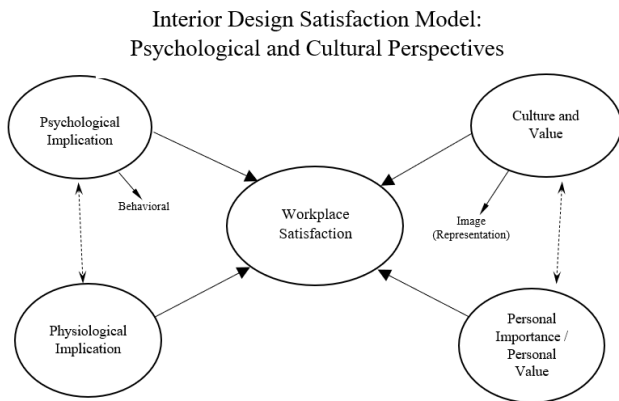 Interior Design Satisfaction Model:
Psychological and Cultural Perspectives
Psychological
Implication
Culture and
Value
Behavioral
Workplace
Satisfaction
Image
(Representation)
Physiological
Implication
Personal
Importance /
Personal
Value